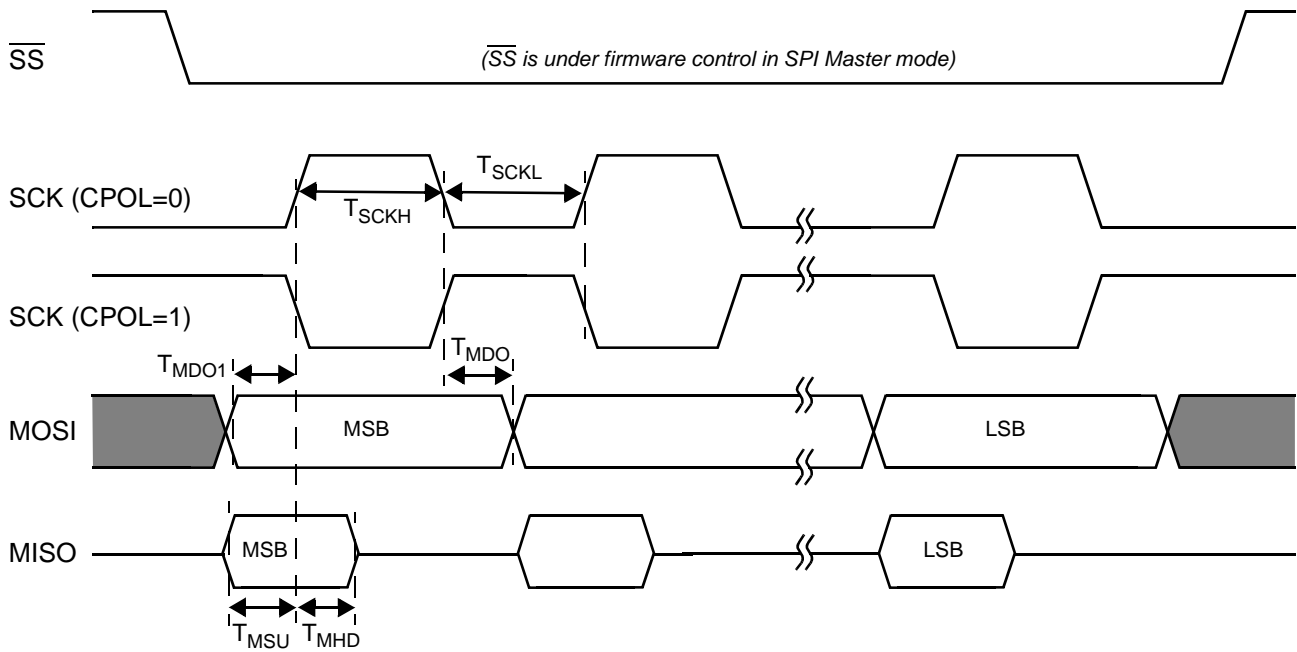 SS
(SS is under firmware control in SPI Master mode)
SCK (CPOL=0)
TSCKH
TSCKL
SCK (CPOL=1)
TMDO1
TMDO
MOSI
MSB
LSB
MISO
MSB
LSB
TMSU
TMHD